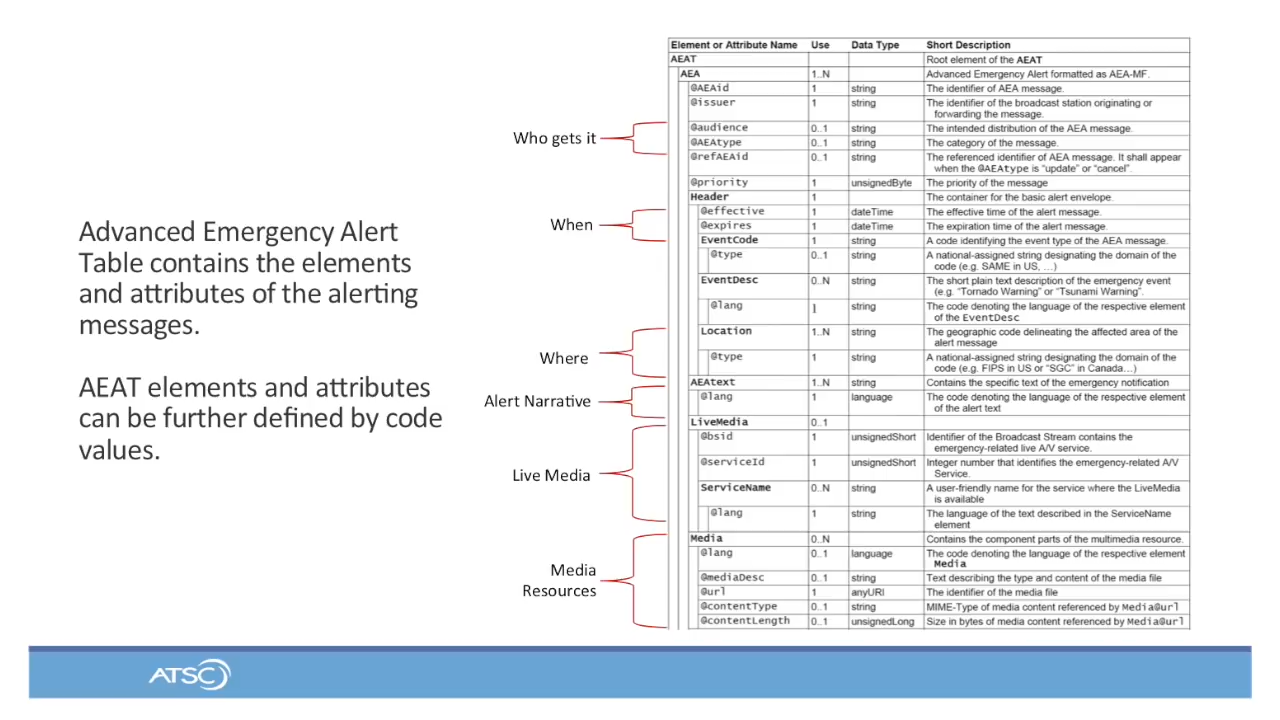 Advanced Emergency Alert
Table contains the elements
and attributes of the alerting
messages.
AEAT elements and attributes
can be further defined by code
values.
Who gets it
When
Where
Alert Narrative
Live Media
Media
Resources
Element or Attribute Name Use Data Type Short Description
AEAT Root element of the AEAT
AEA 1..N Advanced Emergency Alert formatted as AEA-MF.
@AEAid 1 string The identifier of AEA message.
@issuer 1 string The identifier of the broadcast station originating or
forwarding the message.
@audience 0..1 string The intended distribution of the AEA message.
@AEAtype 0..1 string The category of the message.
@refAEAid 0..1 string The referenced identifier of AEA message. It shall appear
when the @AEAtype is “update” or “cancel”.
@priority 1 unsignedByte The priority of the message
Header 1 The container for the basic alert envelope.
@effective 1 dateTime The effective time of the alert message.
@expires 1 dateTime The expiration time of the alert message.
EventCode 1 string A code identifying the event type of the AEA message.
@type 0..1 string A national-assigned string designating the domain of the
code (e.g. SAME in US, …)
EventDesc 0..N string The short plain text description of the emergency event
(e.g. “Tornado Warning” or “Tsunami Warning”.
@lang 1 string The code denoting the language of the respective element
of the EventDesc
Location 1..N string The geographic code delineating the affected area of the
alert message
@type 1 string A national-assigned string designating the domain of the
code (e.g. FIPS in US or “SGC” in Canada…)
AEAtext 1..N string Contains the specific text of the emergency notification
@lang 1 language The code denoting the language of the respective element
of the alert text
LiveMedia 0..1
@bsid 1 unsignedShort Identifier of the Broadcast Stream contains the
emergency-related live A/V service.
@serviceId 1 unsignedShort Integer number that identifies the emergency-related A/V
Service.
ServiceName 0..N string A user-friendly name for the service where the LiveMedia
is available
@lang 1 string The language of the text described in the ServiceName
element
Media 0..N Contains the component parts of the multimedia resource.
@lang 0..1 language The code denoting the language of the respective element
Media
@mediaDesc 0..1 string Text describing the type and content of the media file
@url 1 anyURI The identifier of the media file
@contentType 0..1 string MIME-Type of media content referenced by Media@url
@contentLength 0..1 unsignedLong Size in bytes of media content referenced by Media@url
ATSC